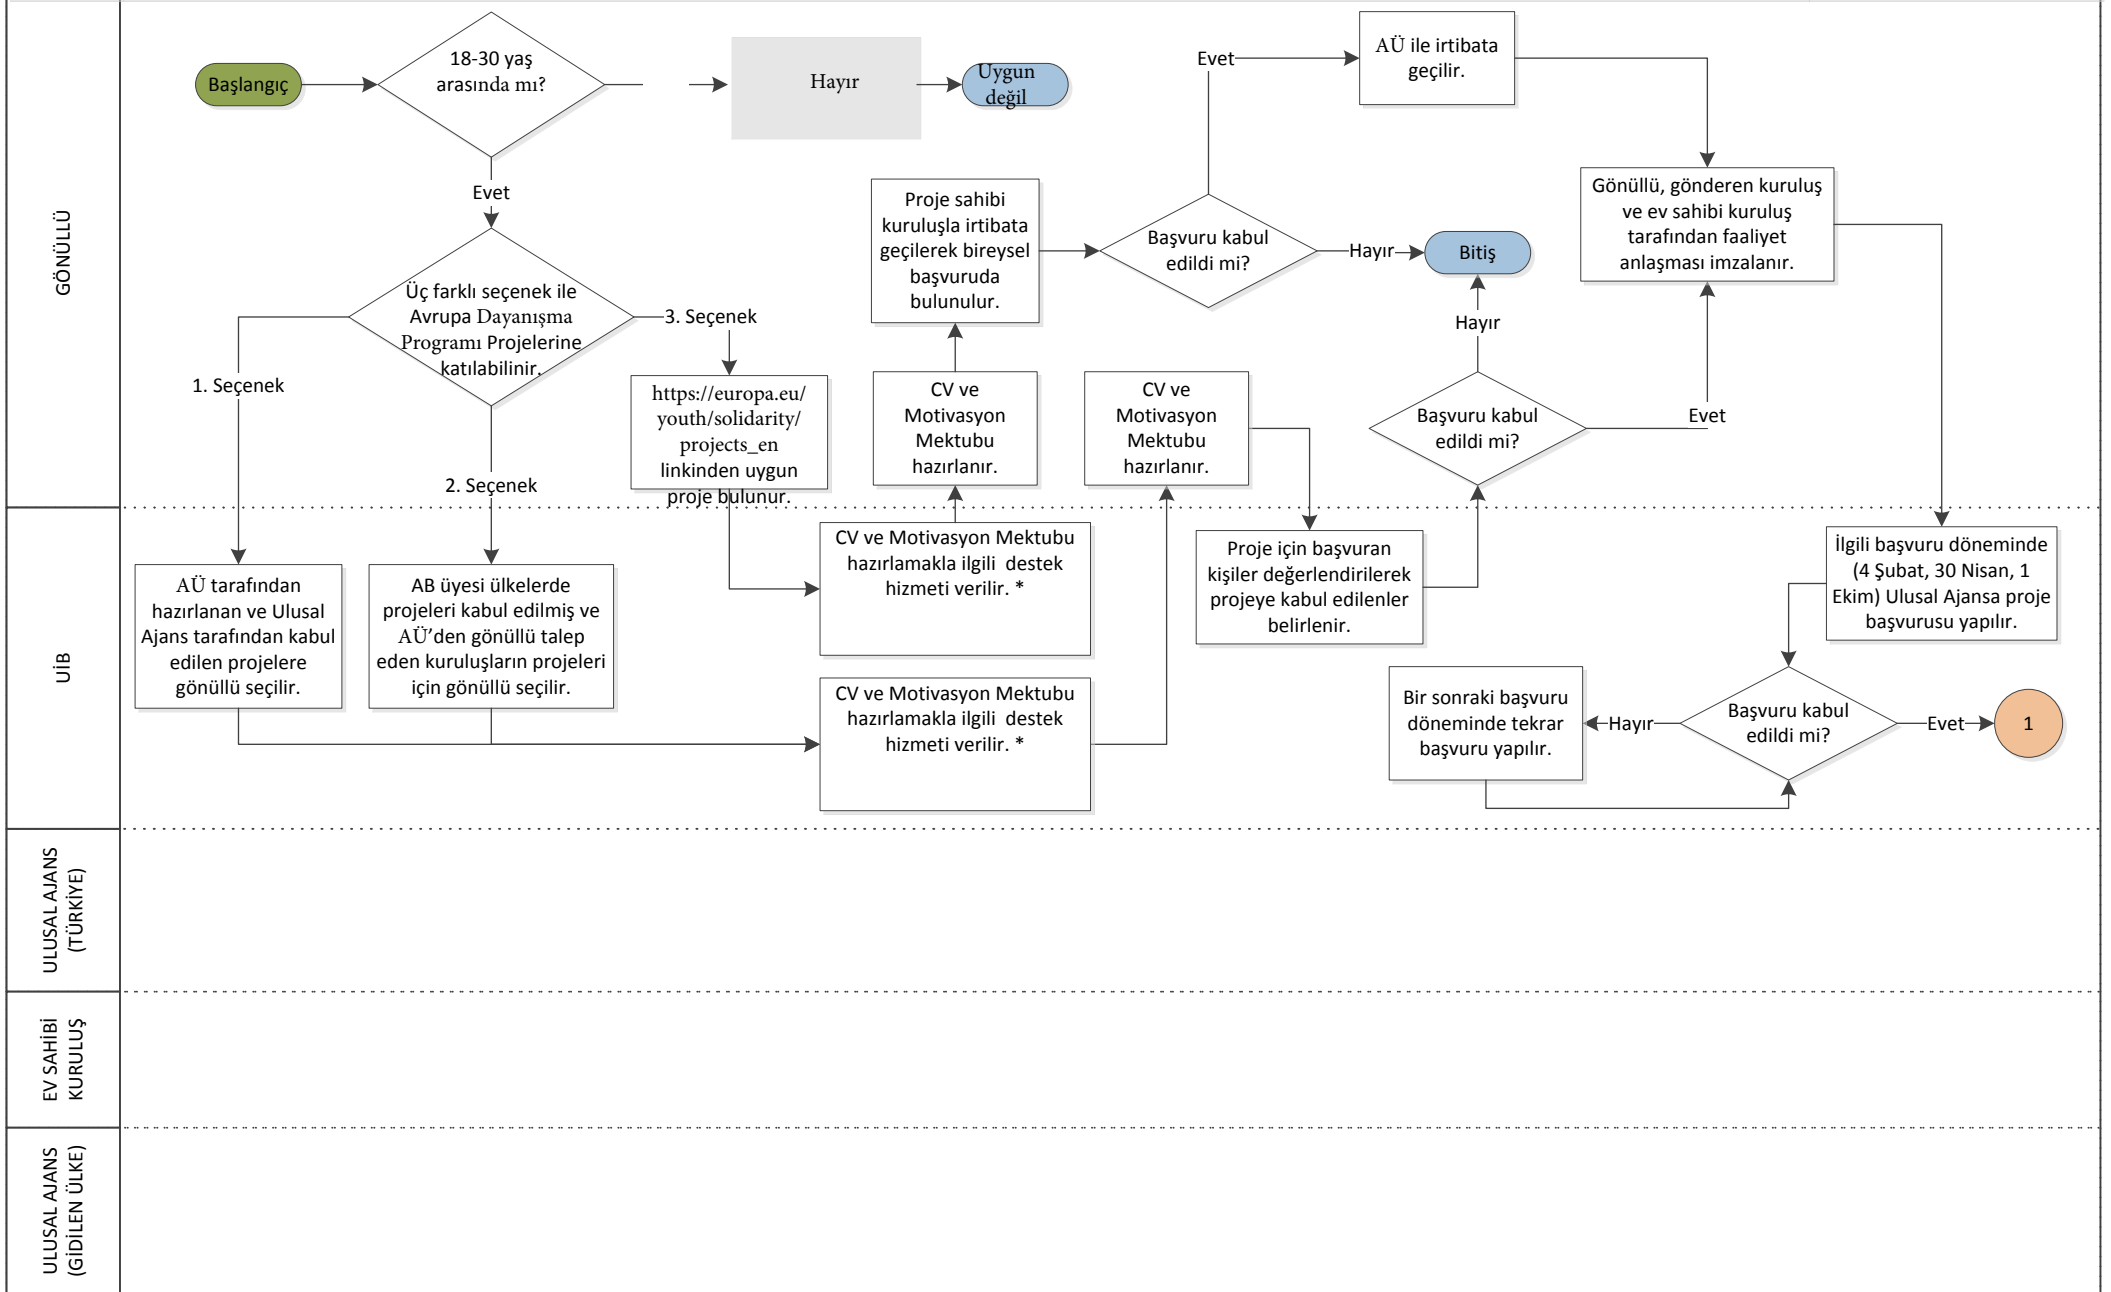 GÖNÜLLÜ
Başlangıç
18-30 yaş
arasında mı?
Hayır
Uygun
değil
Evet
Üç farklı seçenek ile
Avrupa Dayanışma
Programı Projelerine
katılabilinir.
1. Seçenek
2. Seçenek
3. Seçenek
https://europa.eu/
youth/solidarity/
projects_en
linkinden uygun
proje bulunur.
Proje sahibi
kuruluşla irtibata
geçilerek bireysel
başvuruda
bulunulur.
CV ve
Motivasyon
Mektubu
hazırlanır.
Başvuru kabul
edildi mi?
Evet
Hayır
AÜ ile irtibata
geçilir.
Bitiş
CV ve
Motivasyon
Mektubu
hazırlanır.
Hayır
Başvuru kabul
edildi mi?
Evet
Gönüllü, gönderen kuruluş
ve ev sahibi kuruluş
tarafından faaliyet
anlaşması imzalanır.
UİB
AÜ tarafından
hazırlanan ve Ulusal
Ajans tarafından kabul
edilen projelere
gönüllü seçilir.
AB üyesi ülkelerde
projeleri kabul edilmiş ve
AÜ’den gönüllü talep
eden kuruluşların projeleri
için gönüllü seçilir.
CV ve Motivasyon Mektubu
hazırlamakla ilgili  destek
hizmeti verilir. *
CV ve Motivasyon Mektubu
hazırlamakla ilgili  destek
hizmeti verilir. *
Proje için başvuran
kişiler değerlendirilerek
projeye kabul edilenler
belirlenir.
İlgili başvuru döneminde
(4 Şubat, 30 Nisan, 1
Ekim) Ulusal Ajansa proje
başvurusu yapılır.
Bir sonraki başvuru
döneminde tekrar
başvuru yapılır.
Hayır
Başvuru kabul
edildi mi?
Evet
1
ULUSAL AJANS
(TÜRKİYE)
EV SAHİBİ
KURULUŞ
ULUSAL AJANS
(GİDİLEN ÜLKE)